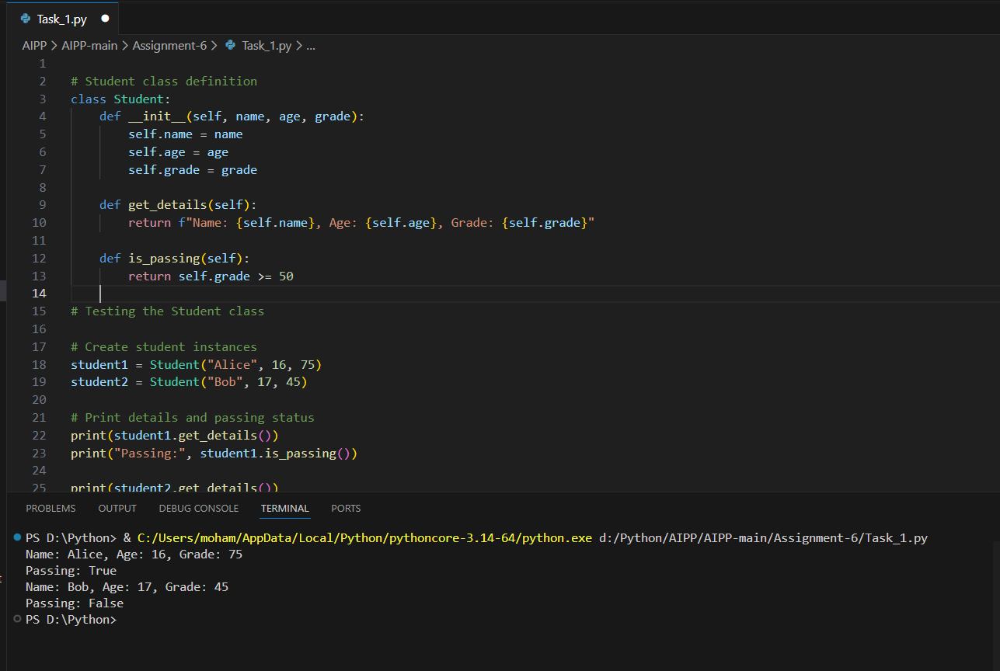 Task_1.py
AIPP > AIPP-main > Assignment-6 > Task_1.py > ...
1
2 # Student class definition
3 class Student:
4     def __init__(self, name, age, grade):
5         self.name = name
6         self.age = age
7         self.grade = grade
8
9     def get_details(self):
10         return f"Name: {self.name}, Age: {self.age}, Grade: {self.grade}"
11
12     def is_passing(self):
13         return self.grade >= 50
14
15 # Testing the Student class
16
17 # Create student instances
18 student1 = Student("Alice", 16, 75)
19 student2 = Student("Bob", 17, 45)
20
21 # Print details and passing status
22 print(student1.get_details())
23 print("Passing:", student1.is_passing())
24
25 print(student2.get_details())
PROBLEMS OUTPUT DEBUG CONSOLE TERMINAL PORTS
PS D:\Python> & C:/Users/moham/AppData/Local/Python/pythoncore-3.14-64/python.exe d:/Python/AIPP/AIPP-main/Assignment-6/Task_1.py
Name: Alice, Age: 16, Grade: 75
Passing: True
Name: Bob, Age: 17, Grade: 45
Passing: False
PS D:\Python>